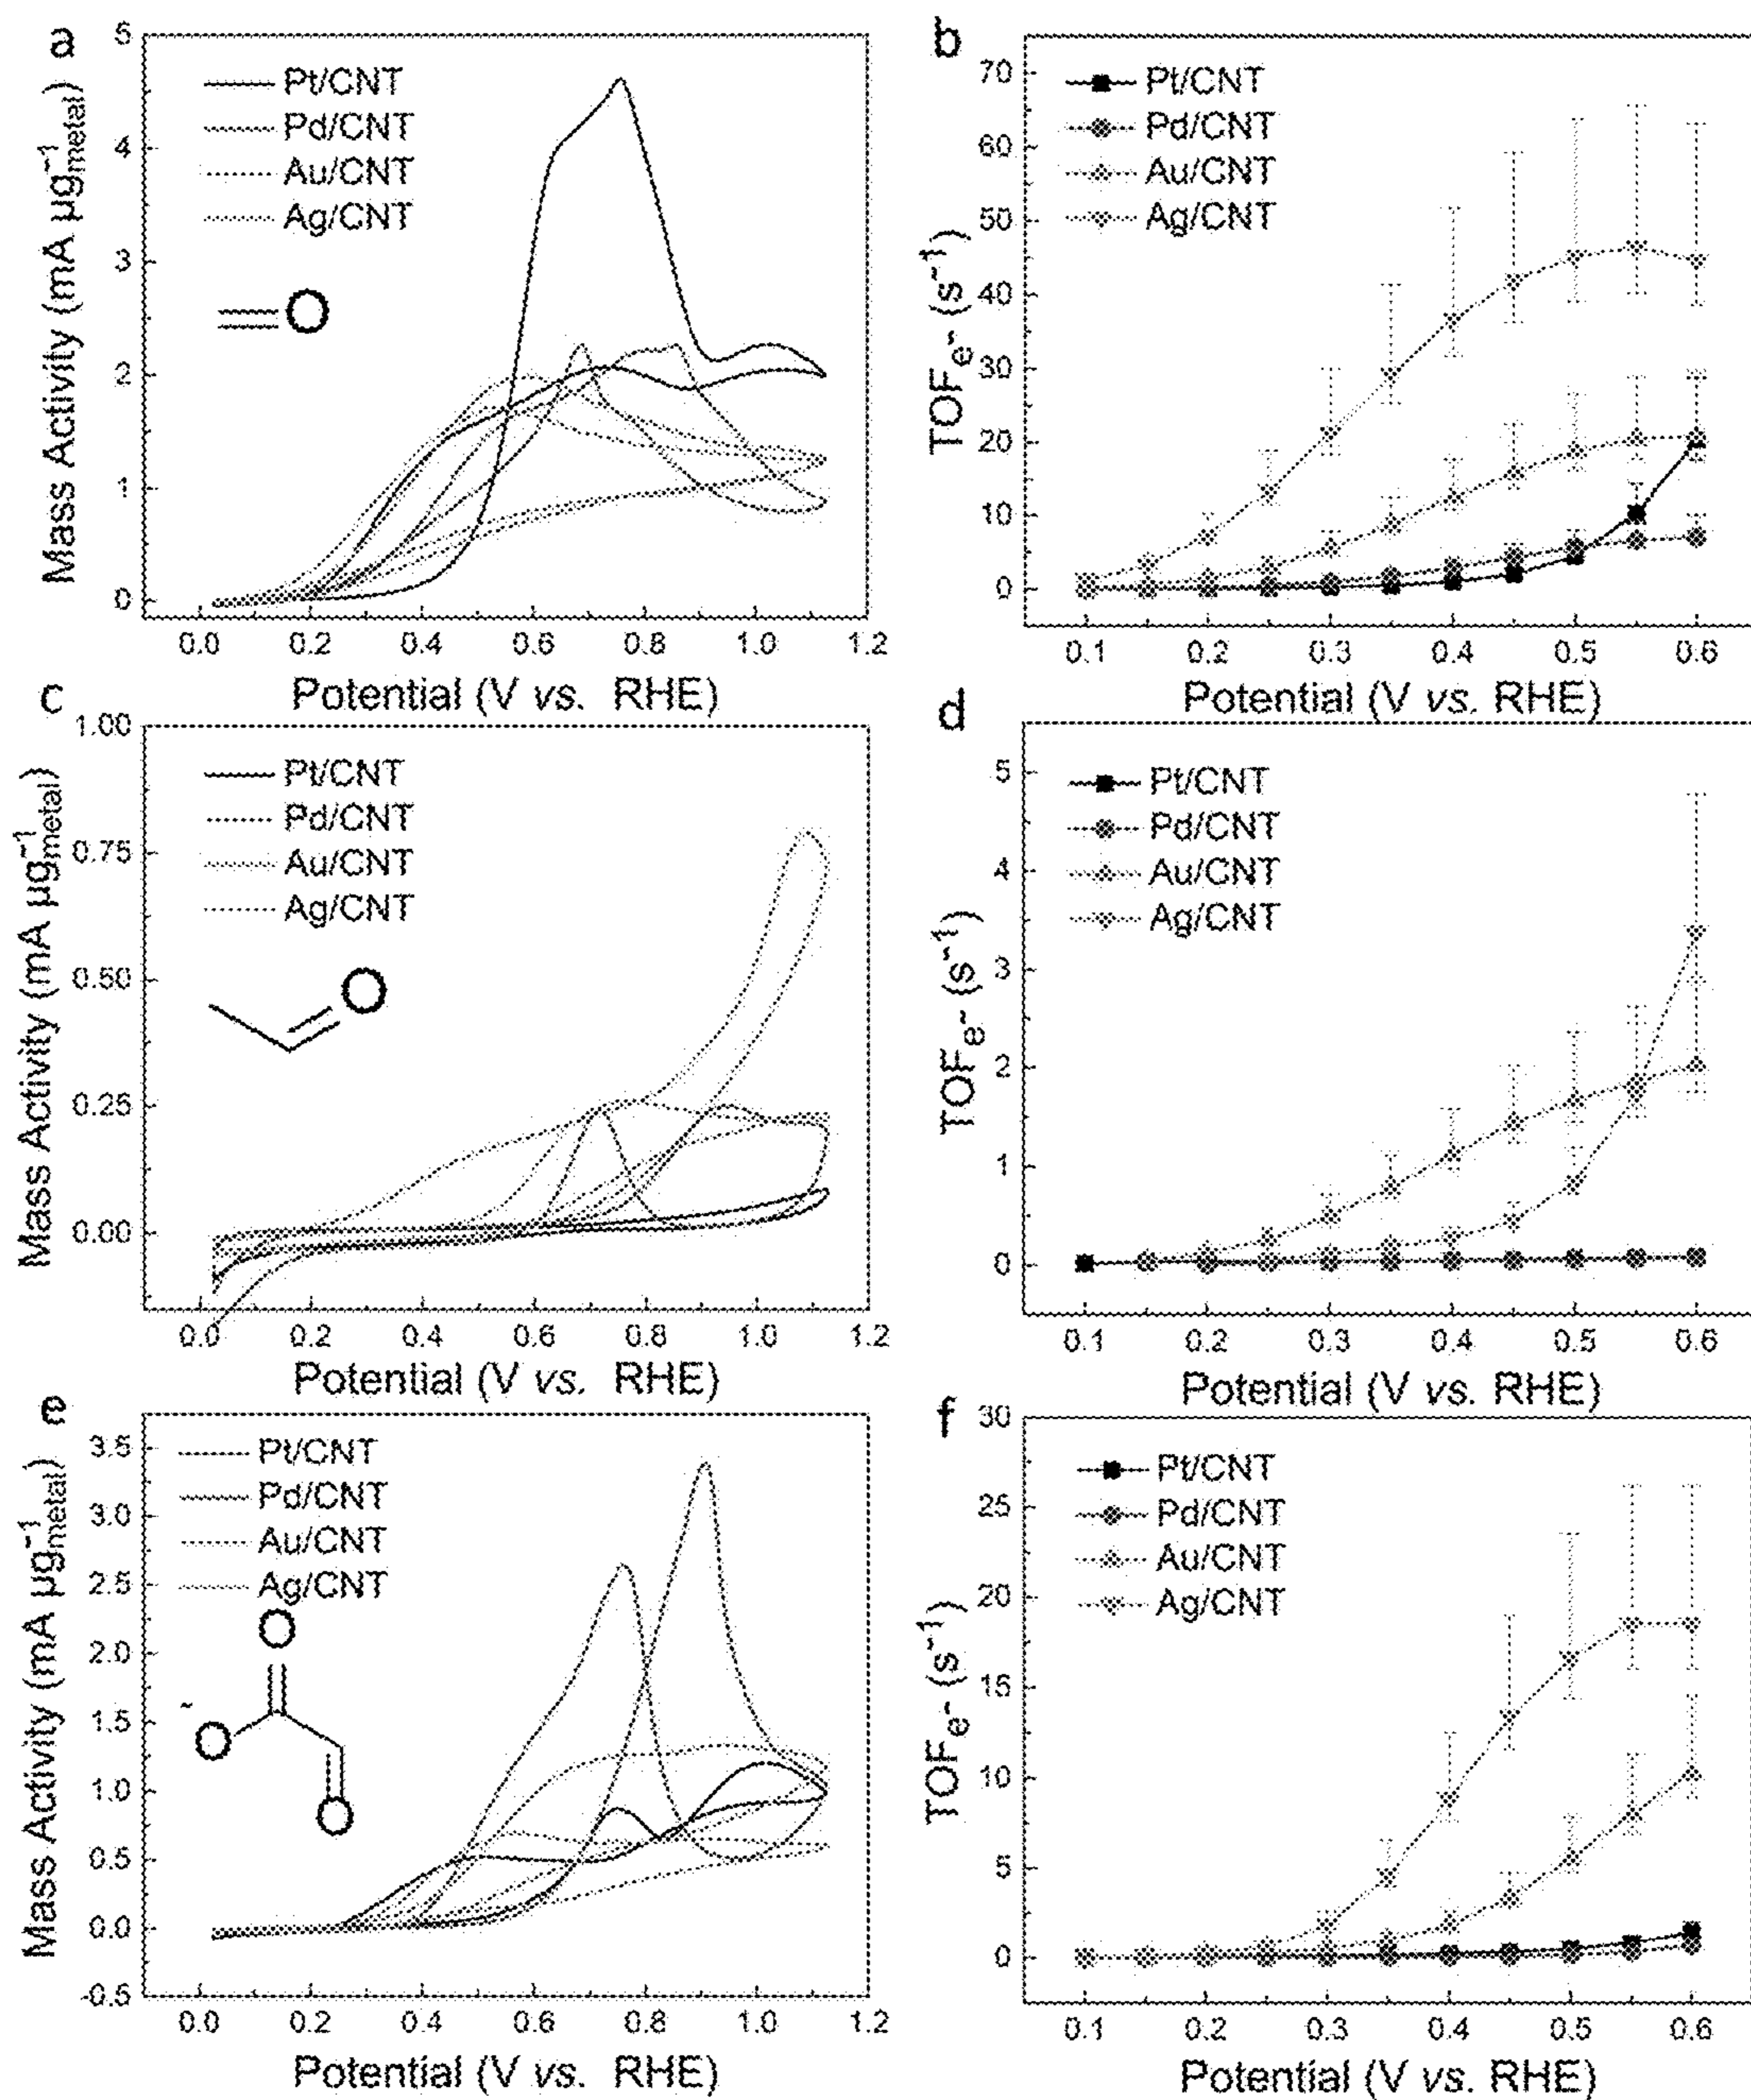 a
5
4
3
2
1
0
Mass Activity (mA µg⁻¹metal)
Pt/CNT
Pd/CNT
Au/CNT
Ag/CNT
O
0.0 0.2 0.4 0.6 0.8 1.0 1.2
Potential (V vs. RHE)
b
70
60
50
40
30
20
10
0
TOFe⁻ (s⁻¹)
Pt/CNT
Pd/CNT
Au/CNT
Ag/CNT
0.1 0.2 0.3 0.4 0.5 0.6
Potential (V vs. RHE)
c
1.00
0.75
0.50
0.25
0.00
Mass Activity (mA µg⁻¹metal)
Pt/CNT
Pd/CNT
Au/CNT
Ag/CNT
O
0.0 0.2 0.4 0.6 0.8 1.0 1.2
Potential (V vs. RHE)
d
5
4
3
2
1
0
TOFe⁻ (s⁻¹)
Pt/CNT
Pd/CNT
Au/CNT
Ag/CNT
0.1 0.2 0.3 0.4 0.5 0.6
Potential (V vs. RHE)
e
3.5
3.0
2.5
2.0
1.5
1.0
0.5
0.0
-0.5
Mass Activity (mA µg⁻¹metal)
Pt/CNT
Pd/CNT
Au/CNT
Ag/CNT
O
⁻O
O
0.0 0.2 0.4 0.6 0.8 1.0 1.2
Potential (V vs. RHE)
f
30
25
20
15
10
5
0
TOFe⁻ (s⁻¹)
Pt/CNT
Pd/CNT
Au/CNT
Ag/CNT
0.1 0.2 0.3 0.4 0.5 0.6
Potential (V vs. RHE)